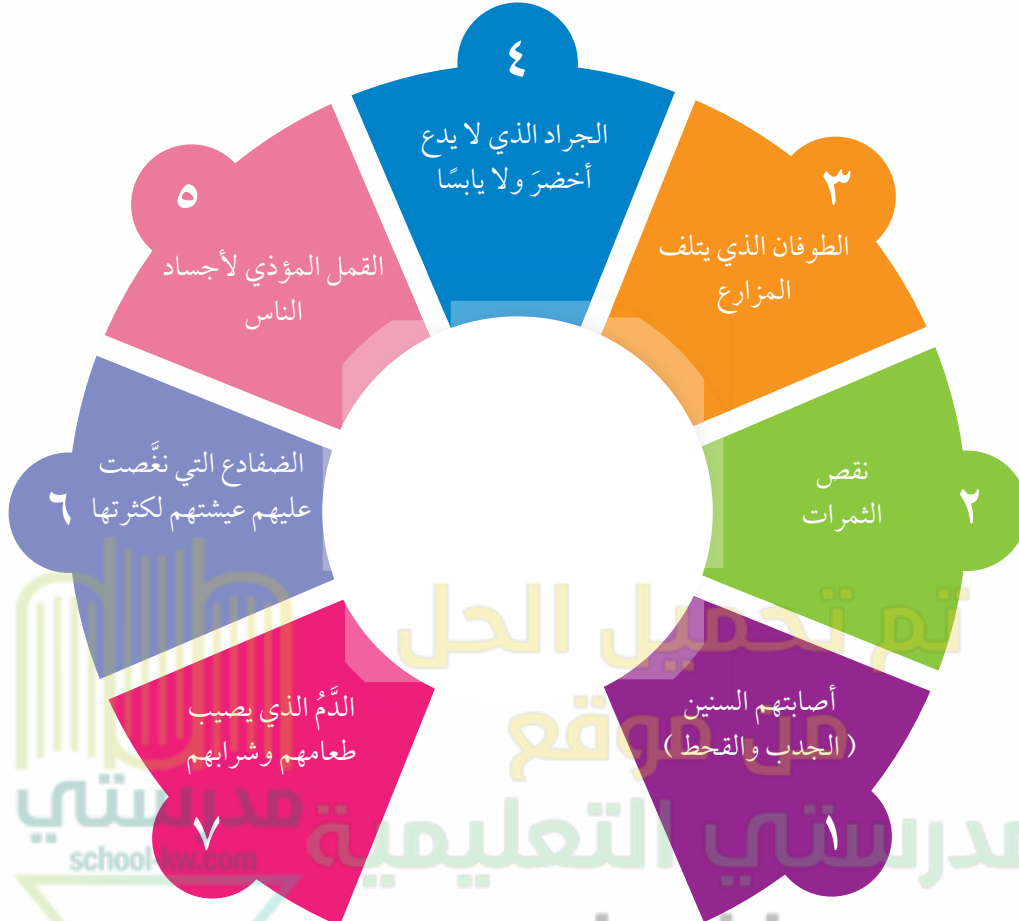 ١
أصابتهم السنين
(الجدب والقحط)
٢
نقص
الثمرات
٣
الطوفان الذي يتلف
المزارع
٤
الجراد الذي لا يدع
أخضرَ ولا يابسًا
٥
القمل المؤذي لأجساد
الناس
٦
الضفادع التي نغَّصت
عليهم عيشتهم لكثرتها
٧
الدَّمُ الذي يصيب
طعامهم وشرابهم
تم تحميل الحل
من موقع
مدرستي التعليمية
مدرستي
school-kw.com